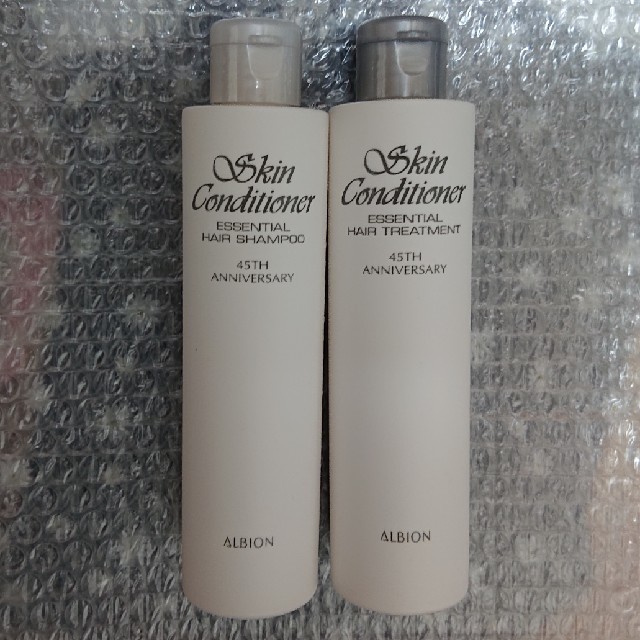 Skin
Conditioner
ESSENTIAL
HAIR SHAMPOO
45TH
ANNIVERSARY
ALBION
Skin
Conditioner
ESSENTIAL
HAIR TREATMENT
45TH
ANNIVERSARY
ALBION